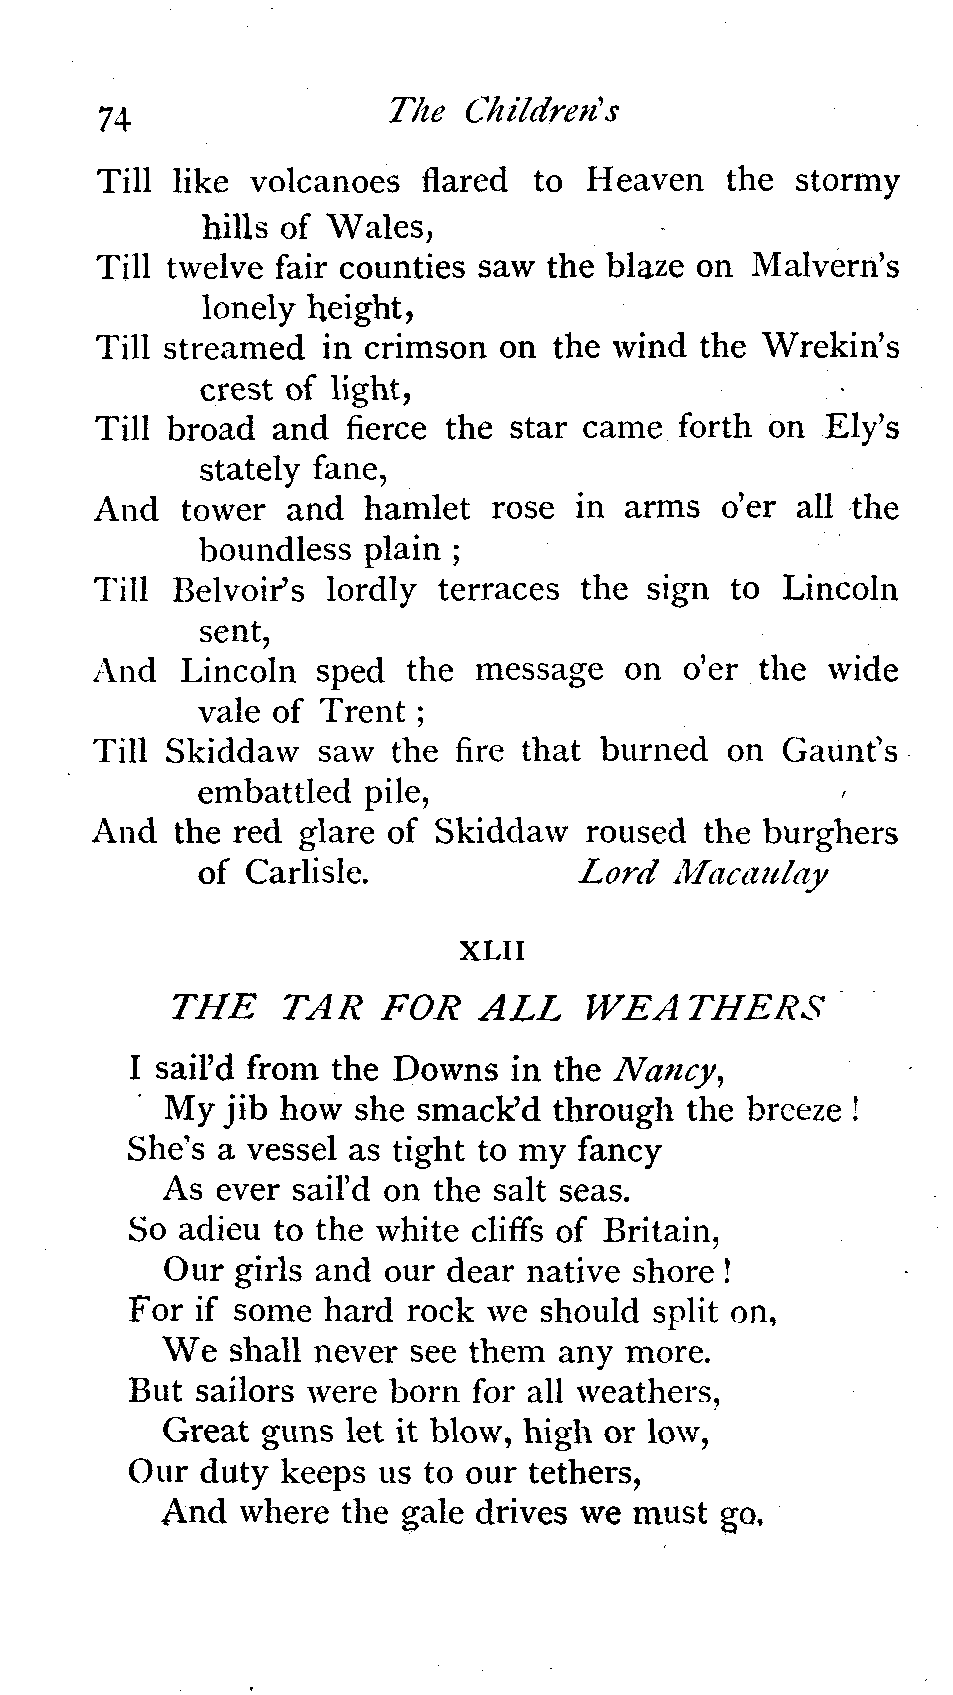 74 The Children's
Till like volcanoes flared to Heaven the stormy
hills of Wales,
Till twelve fair counties saw the blaze on Malvern's
lonely height,
Till streamed in crimson on the wind the Wrekin's
crest of light,
Till broad and fierce the star came forth on Ely's
stately fane,
And tower and hamlet rose in arms o'er all the
boundless plain ;
Till Belvoir's lordly terraces the sign to Lincoln
sent,
And Lincoln sped the message on o'er the wide
vale of Trent ;
Till Skiddaw saw the fire that burned on Gaunt's
embattled pile,
And the red glare of Skiddaw roused the burghers
of Carlisle. Lord Macaulay
XLII
THE TAR FOR ALL WEATHERS
I sail'd from the Downs in the Nancy,
My jib how she smack'd through the breeze !
She's a vessel as tight to my fancy
As ever sail'd on the salt seas.
So adieu to the white cliffs of Britain,
Our girls and our dear native shore !
For if some hard rock we should split on,
We shall never see them any more.
But sailors were born for all weathers,
Great guns let it blow, high or low,
Our duty keeps us to our tethers,
And where the gale drives we must go.